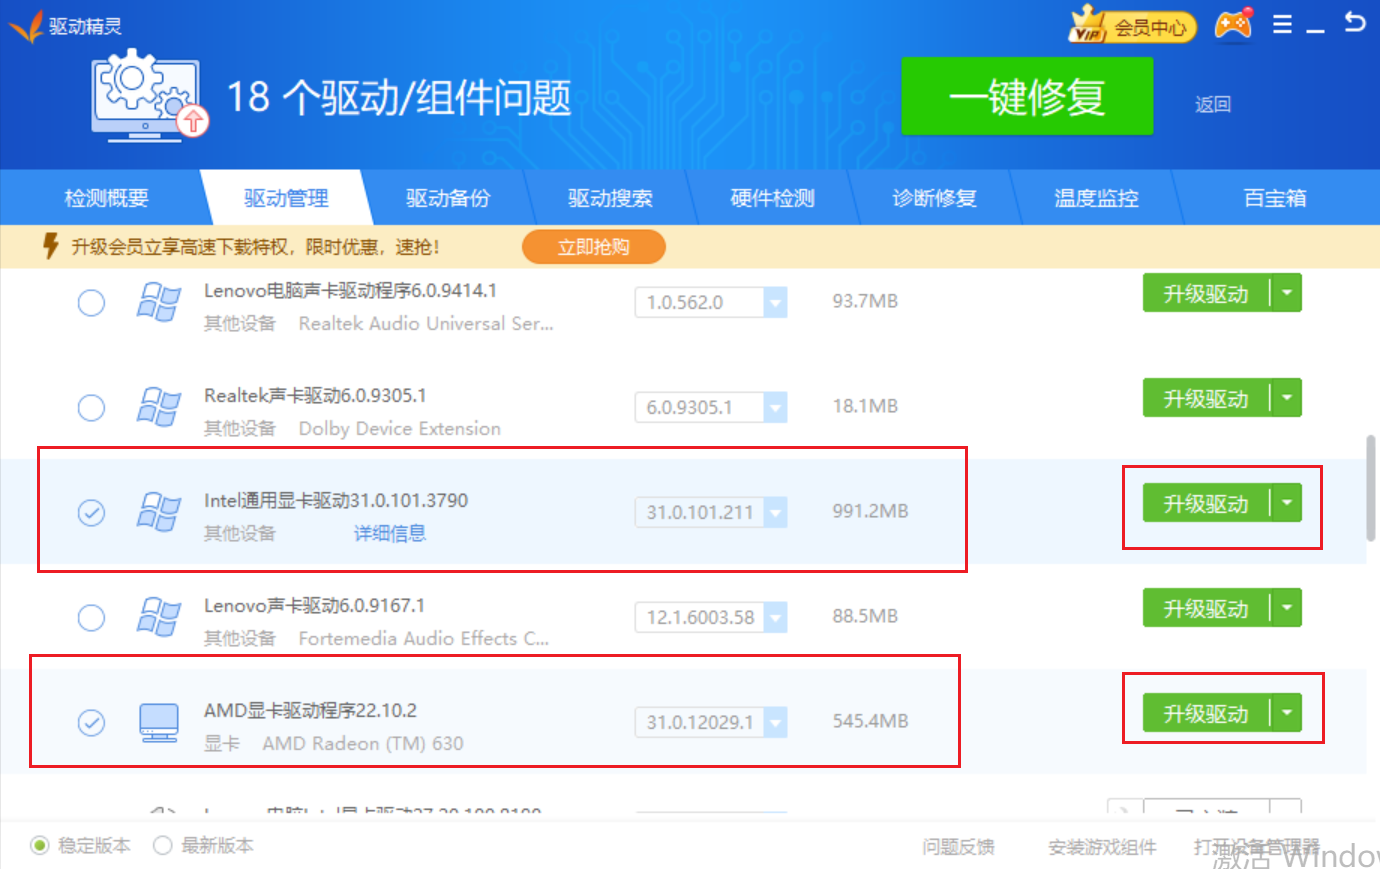 驱动精灵
VIP 会员中心
18 个驱动/组件问题
一键修复
返回
检测概要 驱动管理 驱动备份 驱动搜索 硬件检测 诊断修复 温度监控 百宝箱
升级会员立享高速下载特权，限时优惠，速抢！ 立即抢购
Lenovo电脑声卡驱动程序6.0.9414.1
1.0.562.0 93.7MB 升级驱动
其他设备 Realtek Audio Universal Ser...
Realtek声卡驱动6.0.9305.1
6.0.9305.1 18.1MB 升级驱动
其他设备 Dolby Device Extension
Intel通用显卡驱动31.0.101.3790
31.0.101.211 991.2MB 升级驱动
其他设备 详细信息
Lenovo声卡驱动6.0.9167.1
12.1.6003.58 88.5MB 升级驱动
其他设备 Fortemedia Audio Effects C...
AMD显卡驱动程序22.10.2
31.0.12029.1 545.4MB 升级驱动
显卡 AMD Radeon (TM) 630
稳定版本 最新版本 问题反馈 安装游戏组件 打开设备管理器
激活 Windo